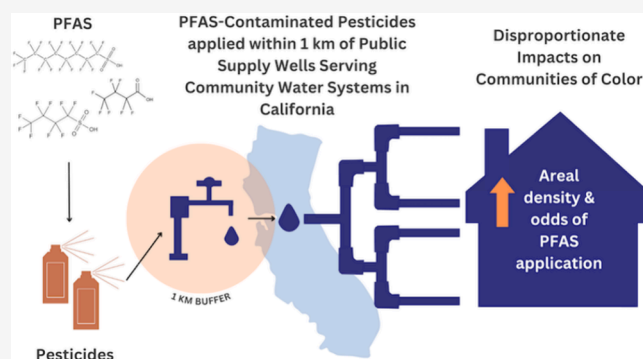 PFAS
PFAS-Contaminated Pesticides
applied within 1 km of Public
Supply Wells Serving
Community Water Systems in
California
Disproportionate
Impacts on
Communities of Color
Areal
density &
odds of
PFAS
application
1 KM BUFFER
Pesticides